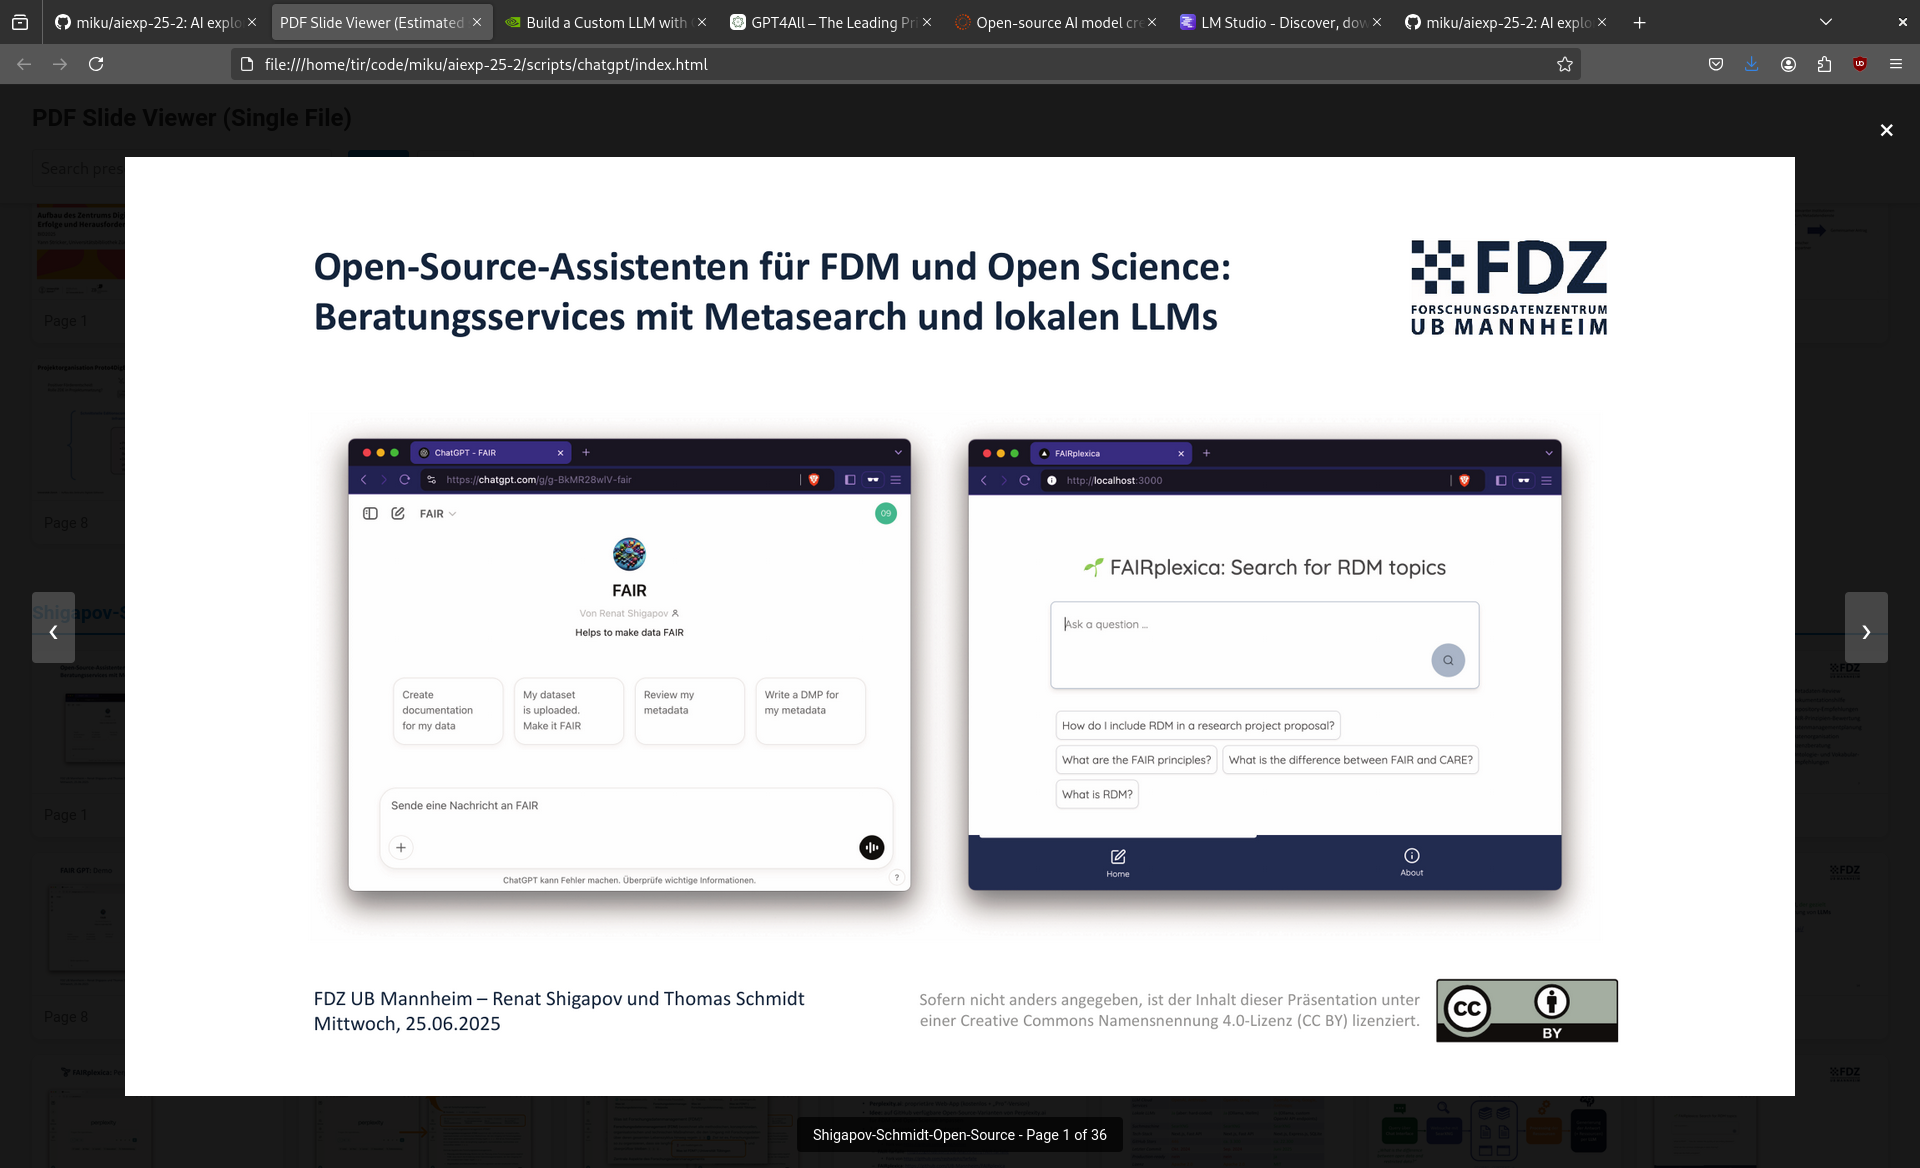 miku/aiexp-25-2: AI explo
PDF Slide Viewer (Estimated
Build a Custom LLM with
GPT4All – The Leading Pri
Open-source AI model cre
LM Studio - Discover, dow
miku/aiexp-25-2: AI explo
file:///home/tir/code/miku/aiexp-25-2/scripts/chatgpt/index.html
PDF Slide Viewer (Single File)
Search pres
Open-Source-Assistenten für FDM und Open Science:
Beratungsservices mit Metasearch und lokalen LLMs
FDZ
FORSCHUNGSDATENZENTRUM
UB MANNHEIM
Page 1
Page 8
Shigapov-S
Page 1
Page 8
ChatGPT - FAIR
https://chatgpt.com/g/g-BkMR28wlV-fair
FAIR
09
FAIR
Von Renat Shigapov
Helps to make data FAIR
Create
documentation
for my data
My dataset
is uploaded.
Make it FAIR
Review my
metadata
Write a DMP for
my metadata
Sende eine Nachricht an FAIR
ChatGPT kann Fehler machen. Überprüfe wichtige Informationen.
?
FAIRplexica
http://localhost:3000
FAIRplexica: Search for RDM topics
Ask a question ...
How do I include RDM in a research project proposal?
What are the FAIR principles?
What is the difference between FAIR and CARE?
What is RDM?
Home
About
FDZ UB Mannheim – Renat Shigapov und Thomas Schmidt
Mittwoch, 25.06.2025
Sofern nicht anders angegeben, ist der Inhalt dieser Präsentation unter
einer Creative Commons Namensnennung 4.0-Lizenz (CC BY) lizenziert.
CC
BY
Shigapov-Schmidt-Open-Source - Page 1 of 36